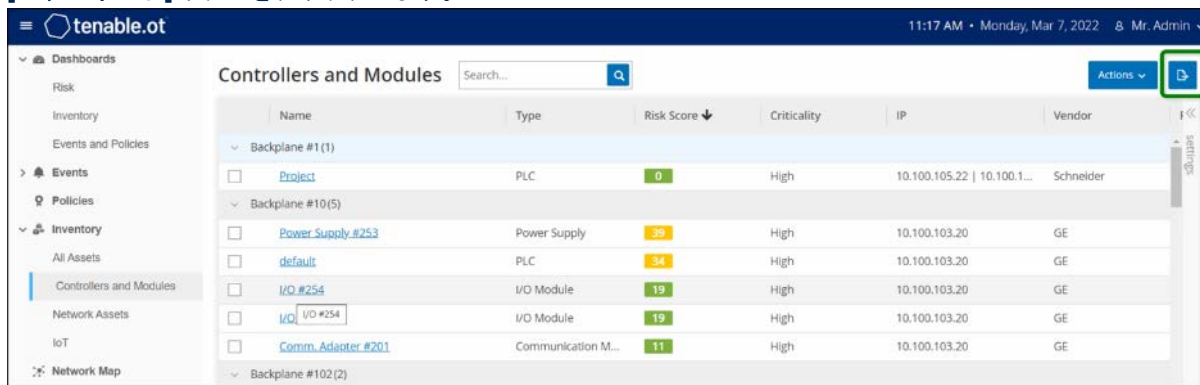 tenable.ot
11:17 AM • Monday, Mar 7, 2022 Mr. Admin
Dashboards
Risk
Inventory
Events and Policies
Events
Policies
Inventory
All Assets
Controllers and Modules
Network Assets
IoT
Network Map
Controllers and Modules
Search...
Actions
Name Type Risk Score Criticality IP Vendor
Backplane #1 (1)
Project PLC 0 High 10.100.105.22 | 10.100.1... Schneider
Backplane #10 (5)
Power Supply #253 Power Supply 39 High 10.100.103.20 GE
default PLC 34 High 10.100.103.20 GE
I/O #254 I/O Module 19 High 10.100.103.20 GE
I/O I/O #254 I/O Module 19 High 10.100.103.20 GE
Comm. Adapter #201 Communication M... 11 High 10.100.103.20 GE
Backplane #102 (2)
settings